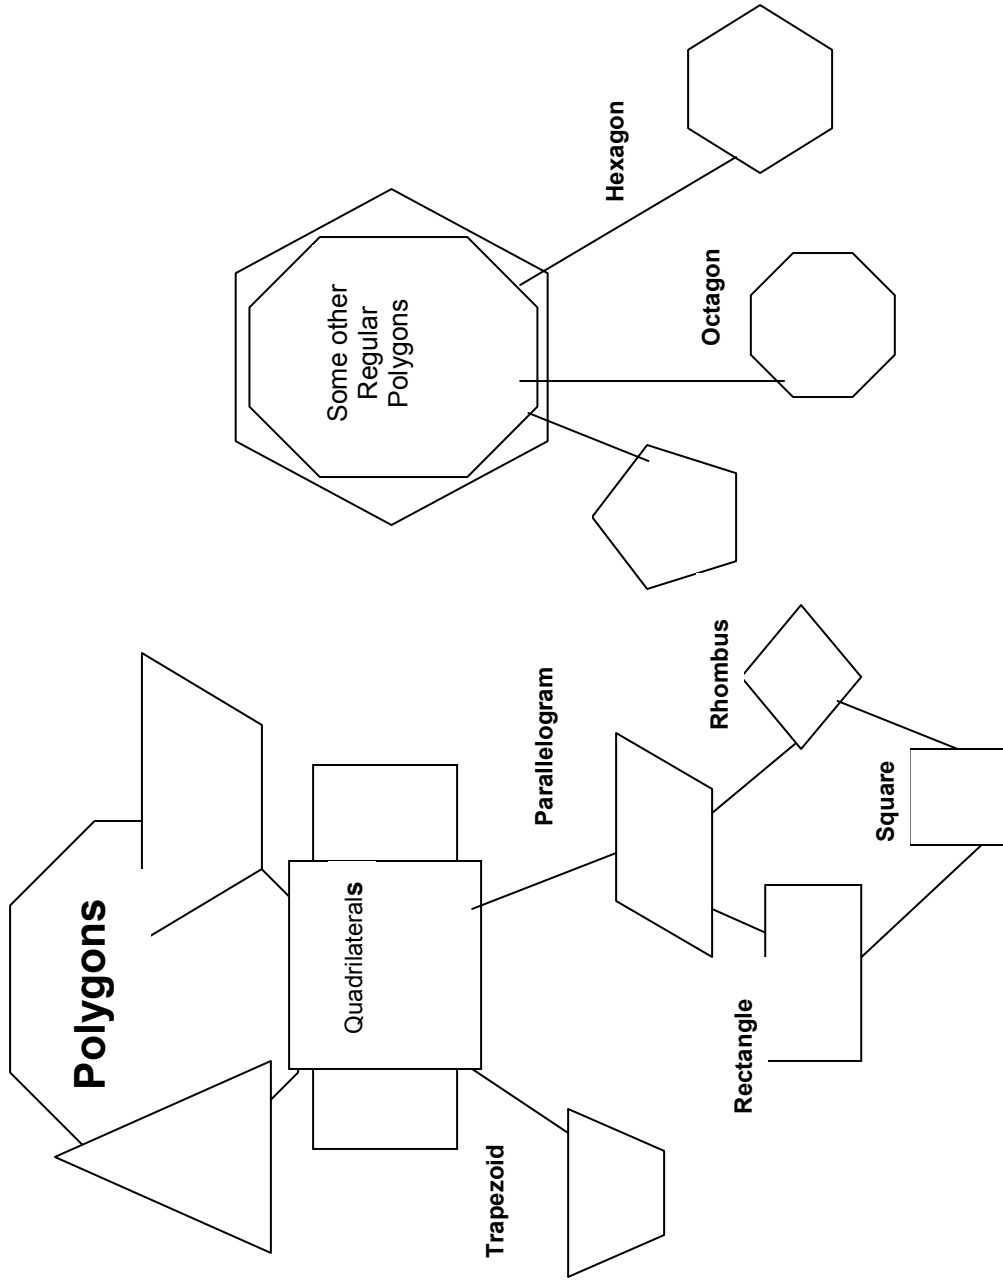 Polygons
Quadrilaterals
Trapezoid
Parallelogram
Rectangle
Rhombus
Square
Some other
Regular
Polygons
Octagon
Hexagon